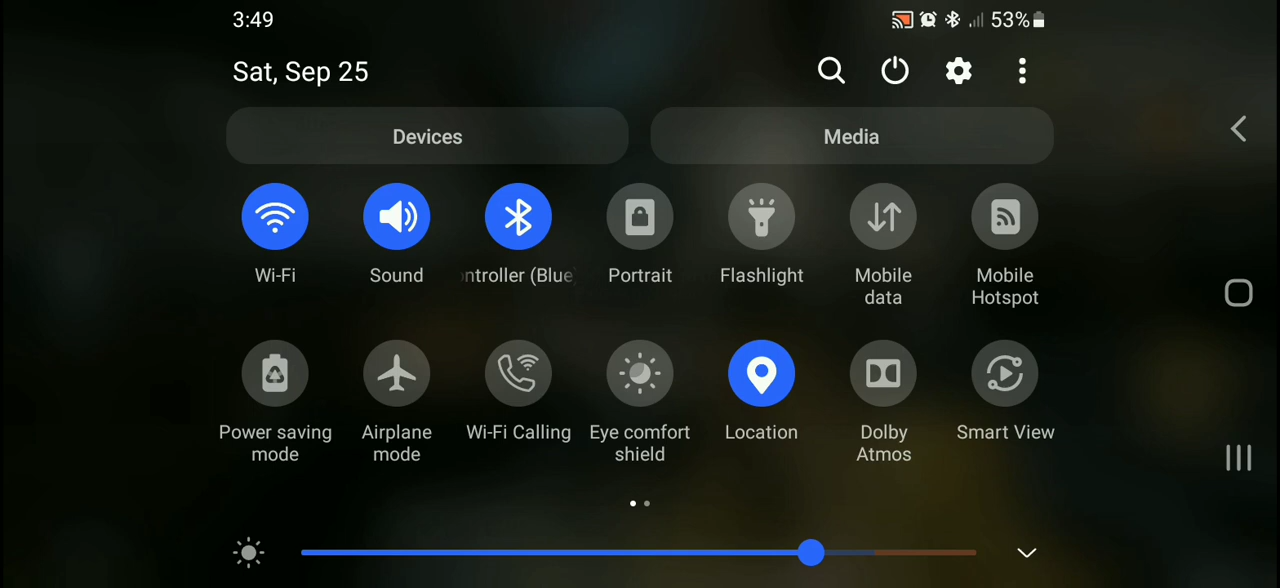 3:49
53%
Sat, Sep 25
Devices
Media
Wi-Fi
Sound
ntroller (Blue
Portrait
Flashlight
Mobile
data
Mobile
Hotspot
Power saving
mode
Airplane
mode
Wi-Fi Calling
Eye comfort
shield
Location
Dolby
Atmos
Smart View